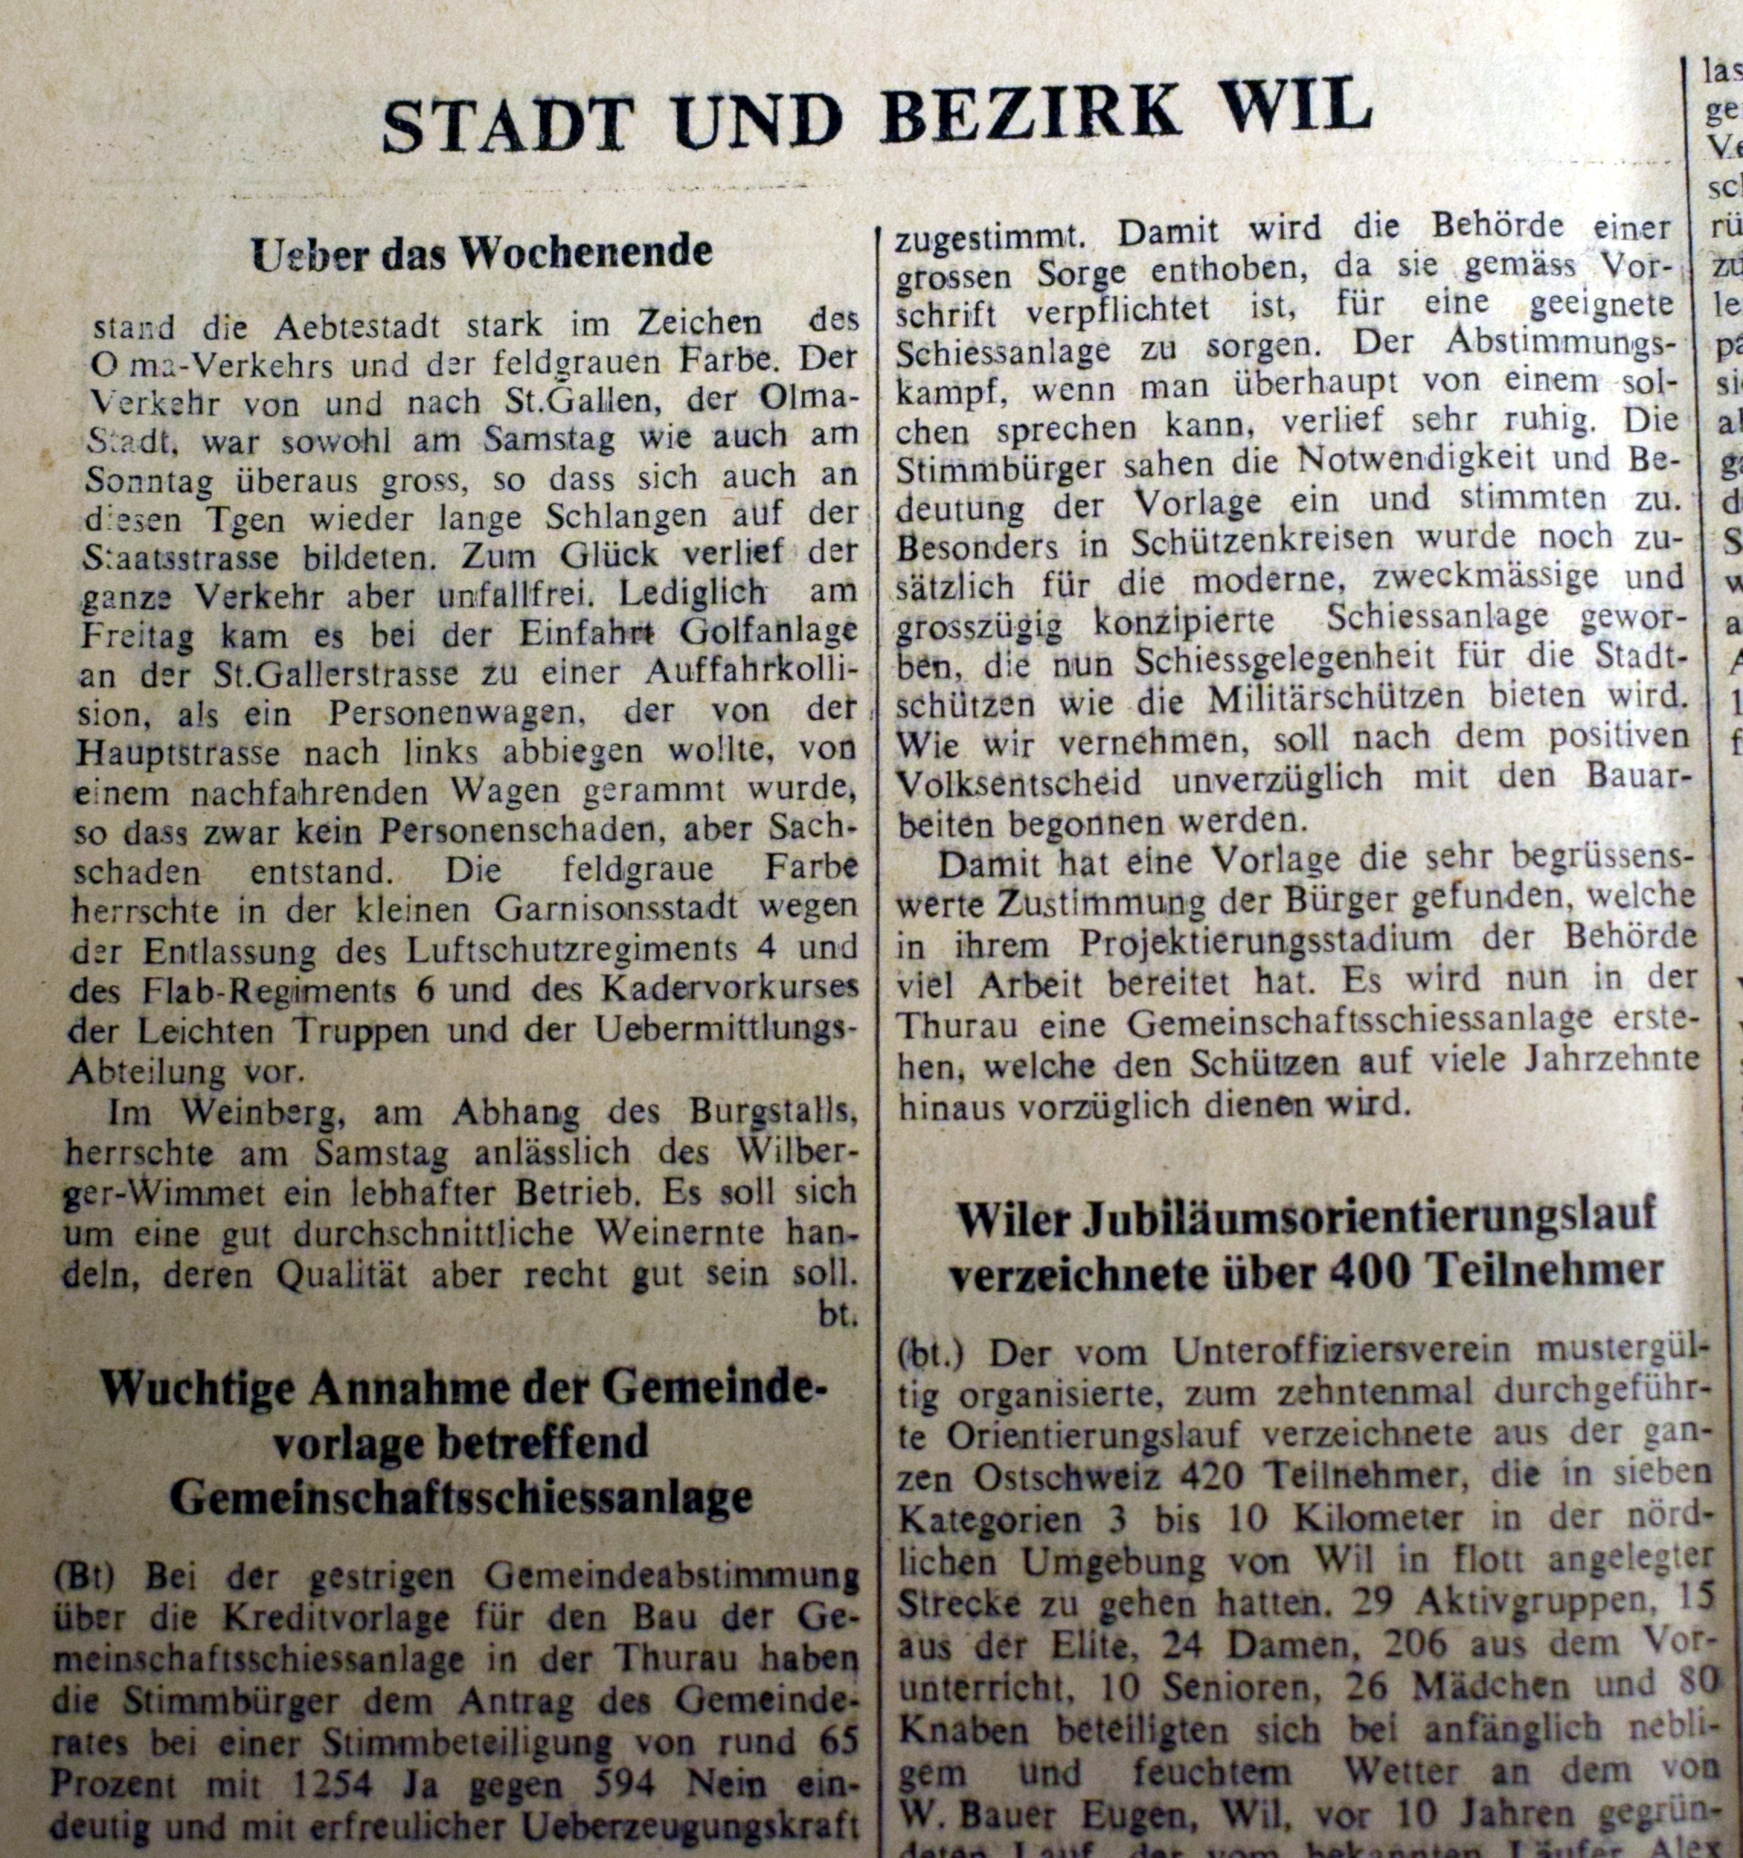 STADT UND BEZIRK WIL
Ueber das Wochenende
stand die Aebtestadt stark im Zeichen des
O ma-Verkehrs und der feldgrauen Farbe. Der
Verkehr von und nach St.Gallen, der Olma-
Stadt, war sowohl am Samstag wie auch am
Sonntag überaus gross, so dass sich auch an
diesen Tgen wieder lange Schlangen auf der
Staatsstrasse bildeten. Zum Glück verlief der
ganze Verkehr aber unfallfrei. Lediglich am
Freitag kam es bei der Einfahrt Golfanlage
an der St.Gallerstrasse zu einer Auffahrkolli-
sion, als ein Personenwagen, der von der
Hauptstrasse nach links abbiegen wollte, von
einem nachfahrenden Wagen gerammt wurde,
so dass zwar kein Personenschaden, aber Sach-
schaden entstand. Die feldgraue Farbe
herrschte in der kleinen Garnisonsstadt wegen
der Entlassung des Luftschutzregiments 4 und
des Flab-Regiments 6 und des Kadervorkurses
der Leichten Truppen und der Uebermittlungs-
Abteilung vor.
Im Weinberg, am Abhang des Burgstalls,
herrschte am Samstag anlässlich des Wilber-
ger-Wimmet ein lebhafter Betrieb. Es soll sich
um eine gut durchschnittliche Weinernte han-
deln, deren Qualität aber recht gut sein soll.
bt.
Wuchtige Annahme der Gemeinde-
vorlage betreffend
Gemeinschaftsschiessanlage
(Bt) Bei der gestrigen Gemeindeabstimmung
über die Kreditvorlage für den Bau der Ge-
meinschaftsschiessanlage in der Thurau haben
die Stimmbürger dem Antrag des Gemeinde-
rates bei einer Stimmbeteiligung von rund 65
Prozent mit 1254 Ja gegen 594 Nein ein-
deutig und mit erfreulicher Ueberzeugungskraft
zugestimmt. Damit wird die Behörde einer
grossen Sorge enthoben, da sie gemäss Vor-
schrift verpflichtet ist, für eine geeignete
Schiessanlage zu sorgen. Der Abstimmungs-
kampf, wenn man überhaupt von einem sol-
chen sprechen kann, verlief sehr ruhig. Die
Stimmbürger sahen die Notwendigkeit und Be-
deutung der Vorlage ein und stimmten zu.
Besonders in Schützenkreisen wurde noch zu-
sätzlich für die moderne, zweckmässige und
grosszügig konzipierte Schiessanlage gewor-
ben, die nun Schiessgelegenheit für die Stadt-
schützen wie die Militärschützen bieten wird.
Wie wir vernehmen, soll nach dem positiven
Volksentscheid unverzüglich mit den Bauar-
beiten begonnen werden.
Damit hat eine Vorlage die sehr begrüssens-
werte Zustimmung der Bürger gefunden, welche
in ihrem Projektierungsstadium der Behörde
viel Arbeit bereitet hat. Es wird nun in der
Thurau eine Gemeinschaftsschiessanlage erste-
hen, welche den Schützen auf viele Jahrzehnte
hinaus vorzüglich dienen wird.
Wiler Jubiläumsorientierungslauf
verzeichnete über 400 Teilnehmer
(bt.) Der vom Unteroffiziersverein mustergül-
tig organisierte, zum zehntenmal durchgeführ-
te Orientierungslauf verzeichnete aus der gan-
zen Ostschweiz 420 Teilnehmer, die in sieben
Kategorien 3 bis 10 Kilometer in der nörd-
lichen Umgebung von Wil in flott angelegter
Strecke zu gehen hatten. 29 Aktivgruppen, 15
aus der Elite, 24 Damen, 206 aus dem Vor-
unterricht, 10 Senioren, 26 Mädchen und 80
Knaben beteiligten sich bei anfänglich nebli-
gem und feuchtem Wetter an dem von
W. Bauer Eugen, Wil, vor 10 Jahren gegrün-
deten Lauf, der vom bekannten Läufer Alex